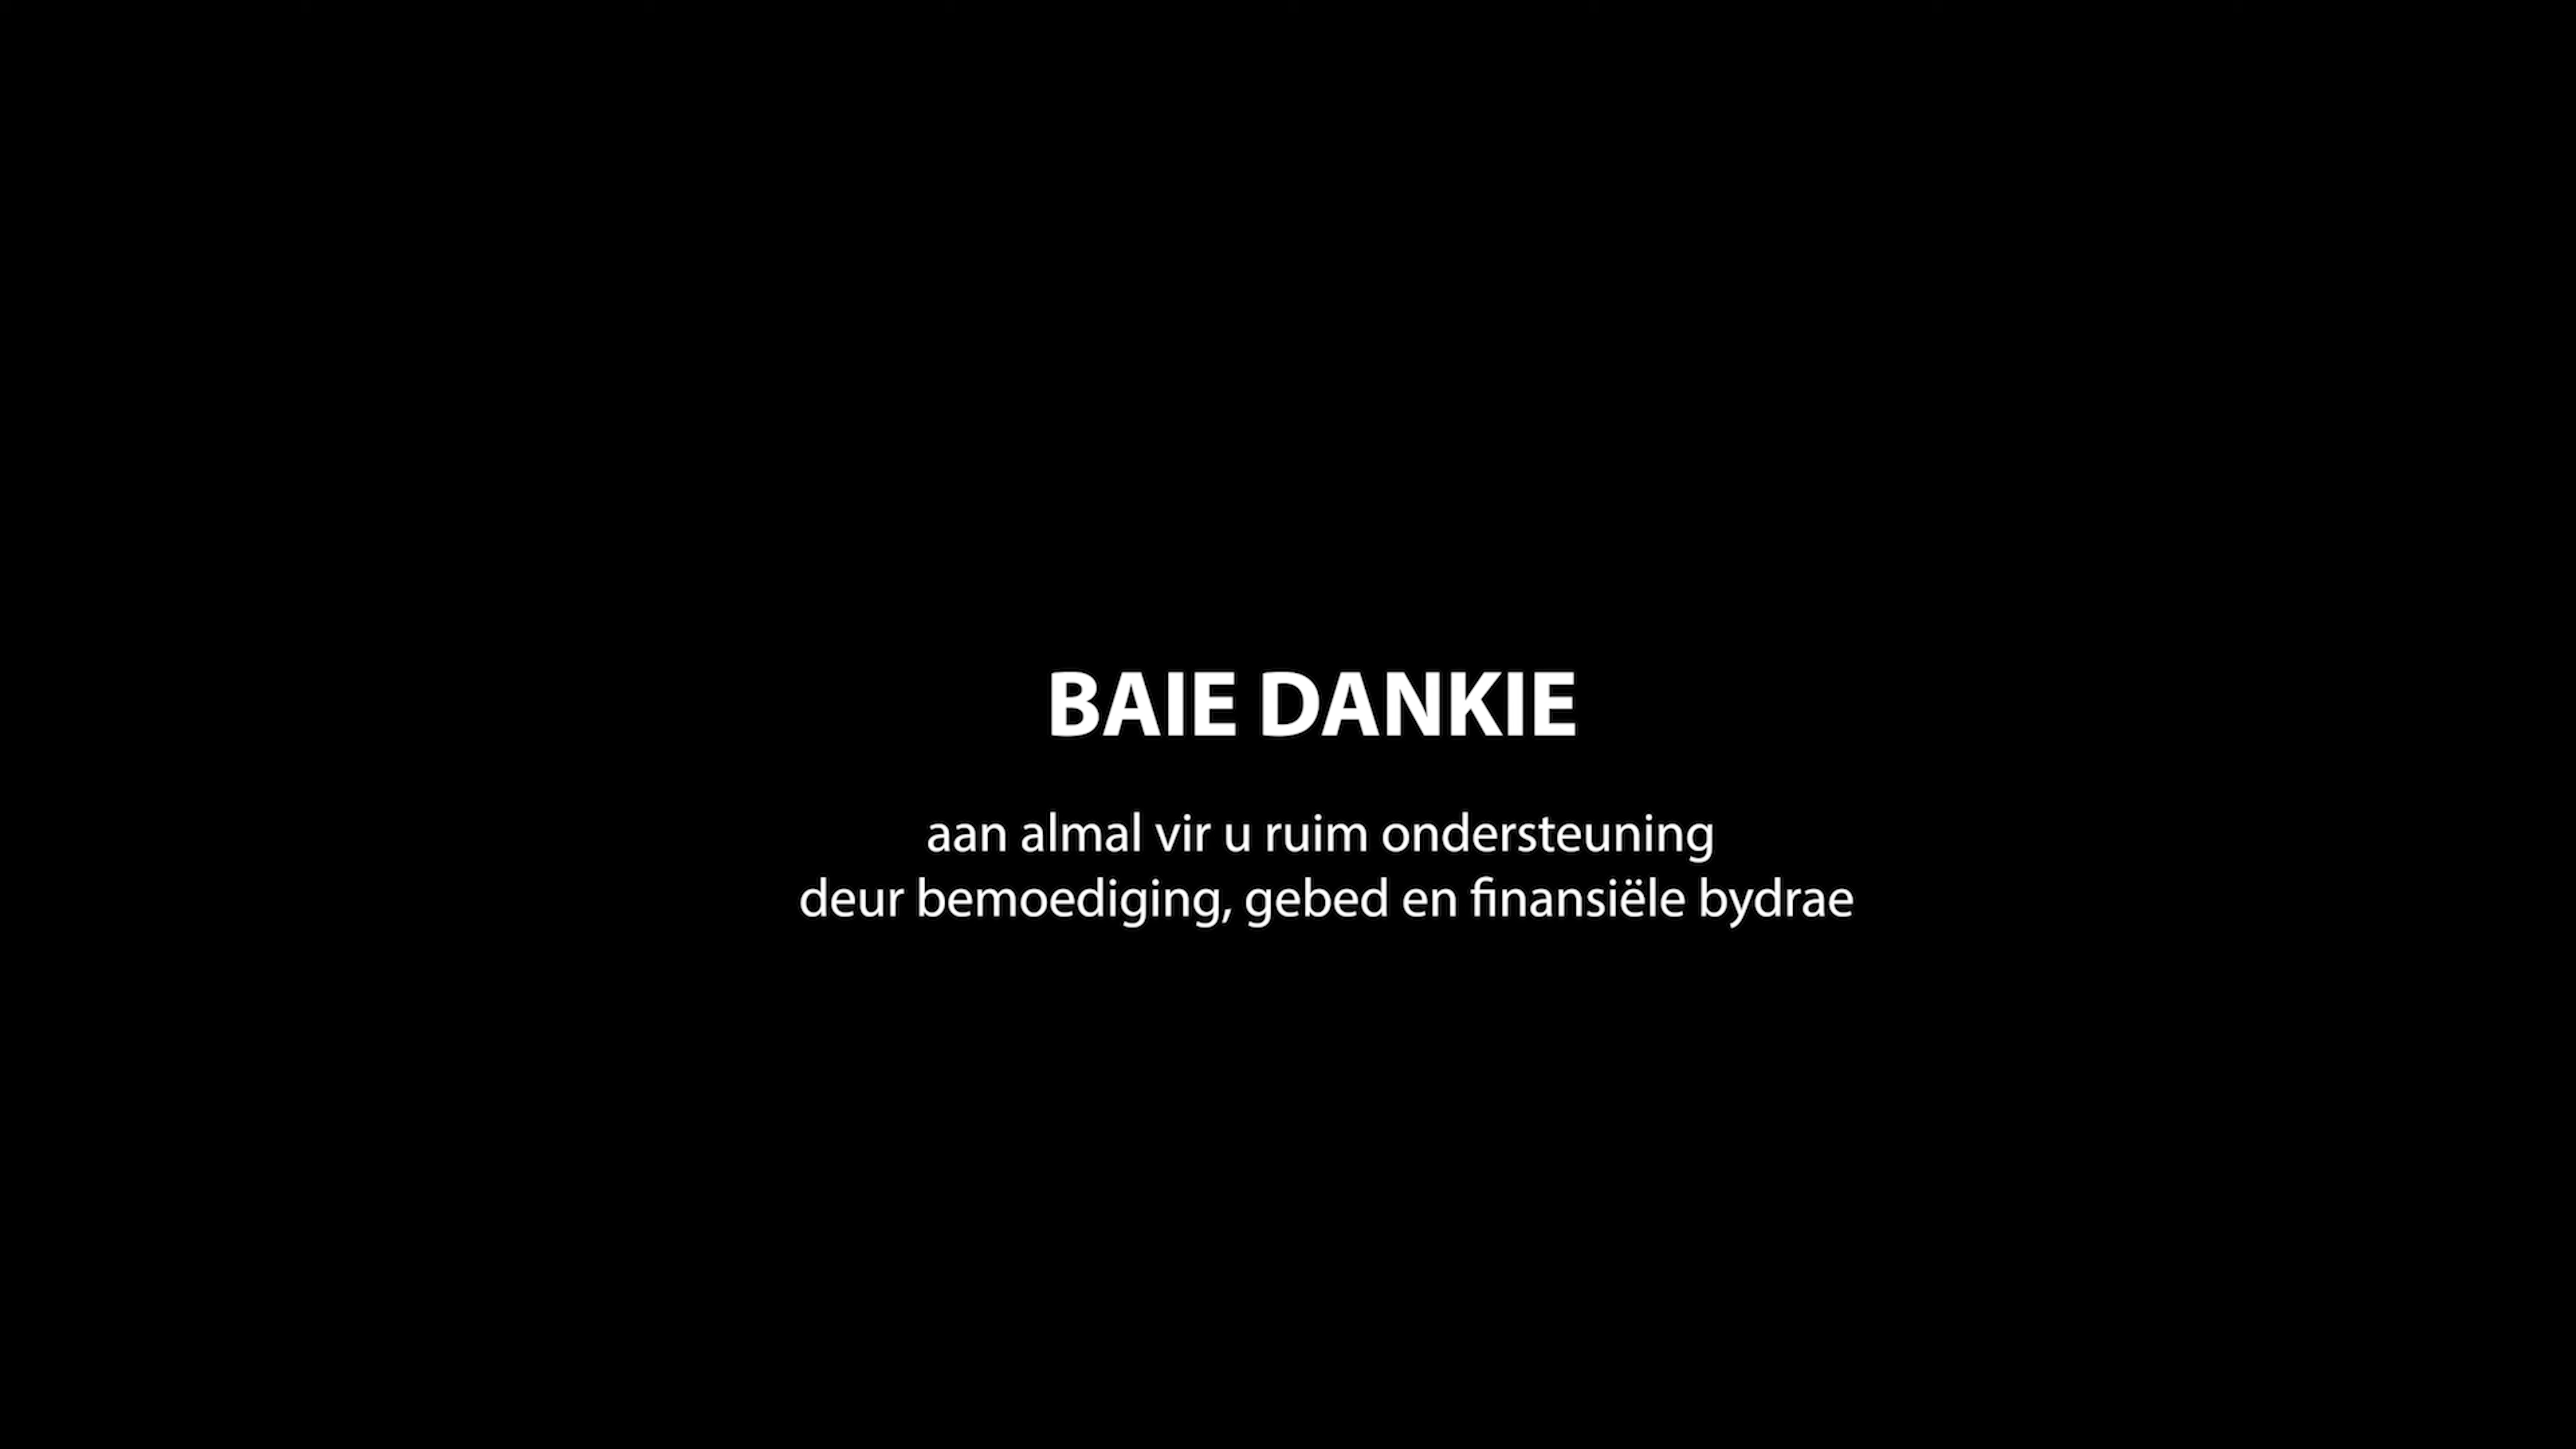 BAIE DANKIE
aan almal vir u ruim ondersteuning
deur bemoediging, gebed en finansiële bydrae